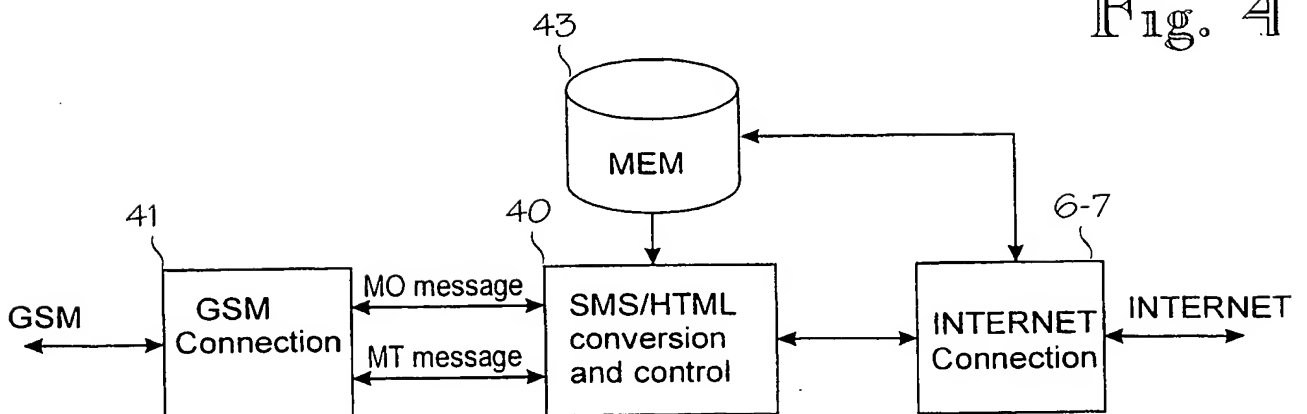 Fig. 4
43
MEM
41
40
6-7
GSM
GSM
Connection
MO message
MT message
SMS/HTML
conversion
and control
INTERNET
Connection
INTERNET